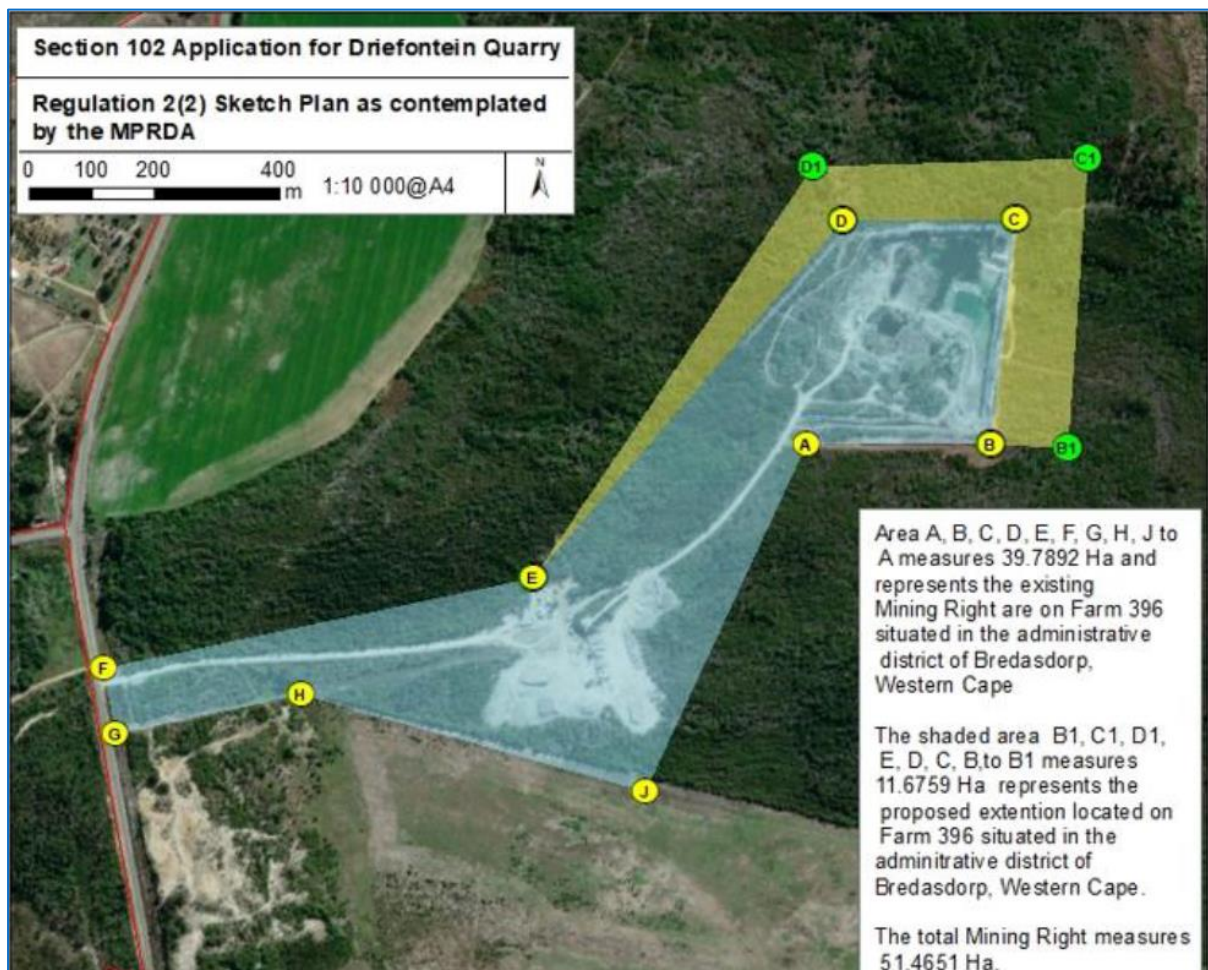 Section 102 Application for Driefontein Quarry
Regulation 2(2) Sketch Plan as contemplated
by the MPRDA
0 100 200 400
m
1:10 000@A4
N
D1
C1
D
C
A
B
B1
E
F
H
G
J
Area A, B, C, D, E, F, G, H, J to
A measures 39.7892 Ha and
represents the existing
Mining Right are on Farm 396
situated in the administrative
district of Bredasdorp,
Western Cape
The shaded area B1, C1, D1,
E, D, C, B,to B1 measures
11.6759 Ha represents the
proposed extention located on
Farm 396 situated in the
adminitrative district of
Bredasdorp, Western Cape.
The total Mining Right measures
51.4651 Ha.